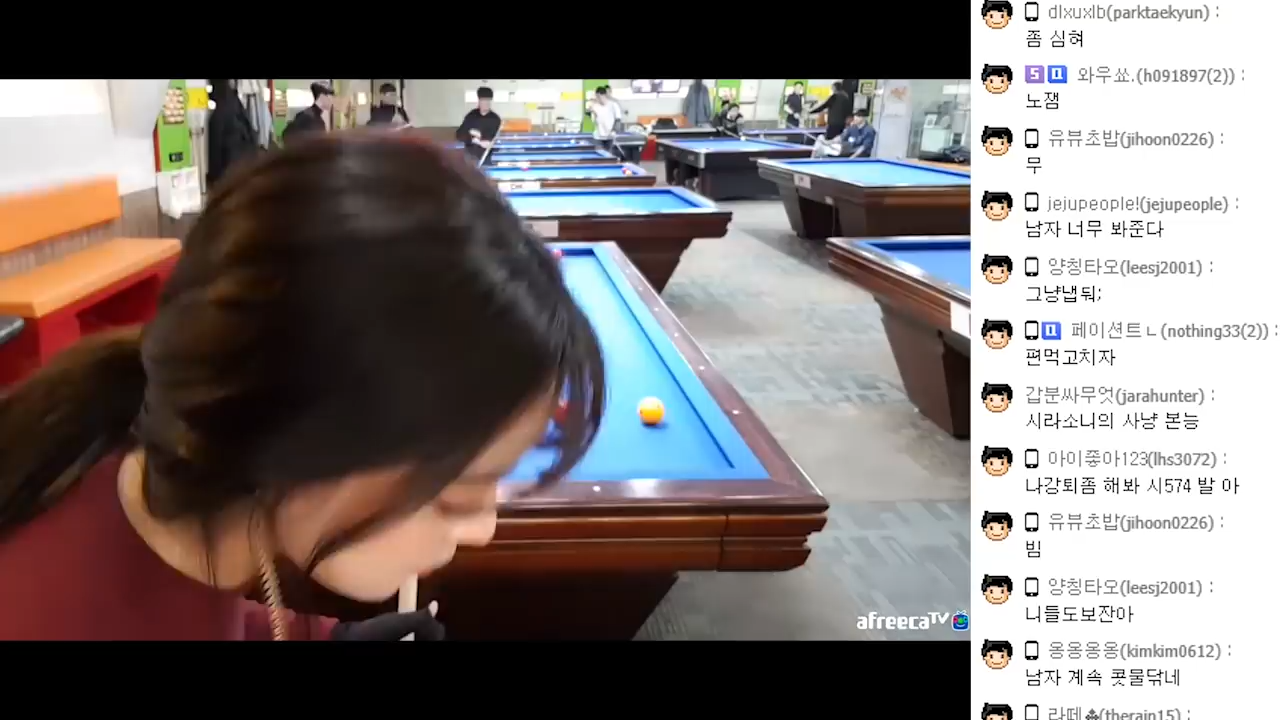 dlxuxlb(parktaekyun) :
좀 심혀
S 와우쑈.(h091897(2)) :
노잼
유뷰초밥(jihoon0226) :
무
jejupeople!(jejupeople) :
남자 너무 봐준다
양칭타오(leesj2001) :
그냥냅둬;
페이션트ㄴ(nothing33(2)) :
편먹고치자
갑분싸무엇(jarahunter) :
시라소니의 사냥 본능
아이좋아123(lhs3072) :
나강퇴좀 해봐 시574 발 아
유뷰초밥(jihoon0226) :
빔
양칭타오(leesj2001) :
니들도보잔아
옹옹옹옹(kimkim0612) :
남자 계속 콧물닦네
라떼♣(therain15) :
afreecaTV